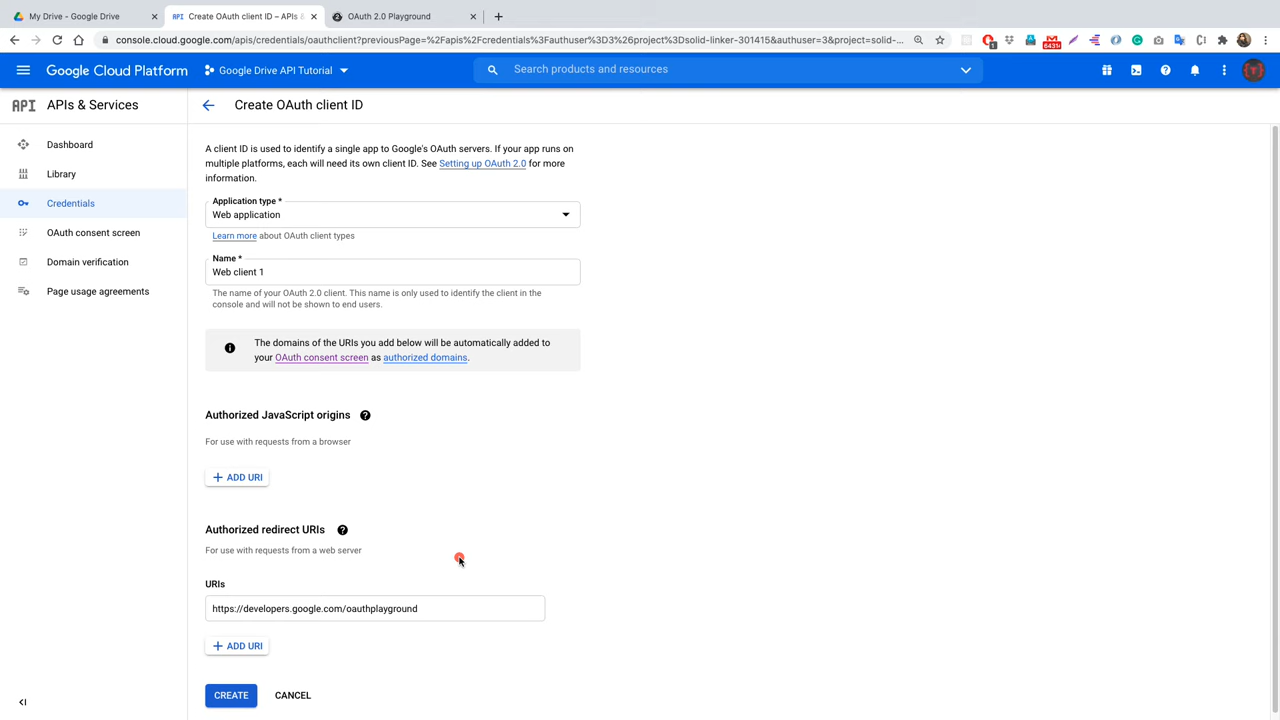 My Drive - Google Drive
API Create OAuth client ID – APIs &
OAuth 2.0 Playground
console.cloud.google.com/apis/credentials/oauthclient?previousPage=%2Fapis%2Fcredentials%3Fauthuser%3D3%26project%3Dsolid-linker-301415&authuser=3&project=solid-...
Google Cloud Platform
Google Drive API Tutorial
Search products and resources
API APIs & Services
Create OAuth client ID
Dashboard
Library
Credentials
OAuth consent screen
Domain verification
Page usage agreements
A client ID is used to identify a single app to Google's OAuth servers. If your app runs on
multiple platforms, each will need its own client ID. See Setting up OAuth 2.0 for more
information.
Application type *
Web application
Learn more about OAuth client types
Name *
Web client 1
The name of your OAuth 2.0 client. This name is only used to identify the client in the
console and will not be shown to end users.
The domains of the URIs you add below will be automatically added to
your OAuth consent screen as authorized domains.
Authorized JavaScript origins
For use with requests from a browser
+ ADD URI
Authorized redirect URIs
For use with requests from a web server
URIs
https://developers.google.com/oauthplayground
+ ADD URI
CREATE
CANCEL